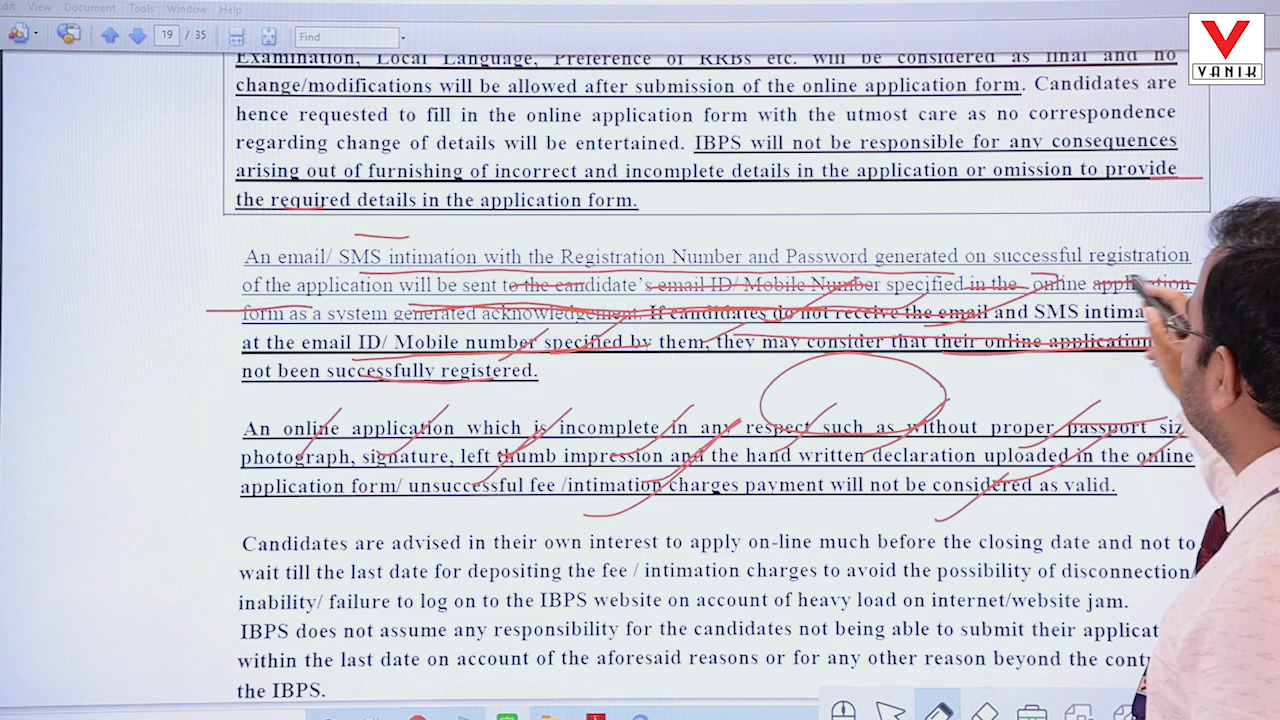 Edit View Document Tools Window Help
19 / 35 Find
VANIK
Examination, Local Language, Preference of RRBs etc. will be considered as final and no
change/modifications will be allowed after submission of the online application form. Candidates are
hence requested to fill in the online application form with the utmost care as no correspondence
regarding change of details will be entertained. IBPS will not be responsible for any consequences
arising out of furnishing of incorrect and incomplete details in the application or omission to provide
the required details in the application form.
An email/ SMS intimation with the Registration Number and Password generated on successful registration
of the application will be sent to the candidate's email ID/ Mobile Number specified in the online application
form as a system generated acknowledgement. If candidates do not receive the email and SMS intima
at the email ID/ Mobile number specified by them, they may consider that their online application
not been successfully registered.
An online application which is incomplete in any respect such as without proper passport siz
photograph, signature, left thumb impression and the hand written declaration uploaded in the online
application form/ unsuccessful fee /intimation charges payment will not be considered as valid.
Candidates are advised in their own interest to apply on-line much before the closing date and not to
wait till the last date for depositing the fee / intimation charges to avoid the possibility of disconnection/
inability/ failure to log on to the IBPS website on account of heavy load on internet/website jam.
IBPS does not assume any responsibility for the candidates not being able to submit their applicat
within the last date on account of the aforesaid reasons or for any other reason beyond the cont
the IBPS.